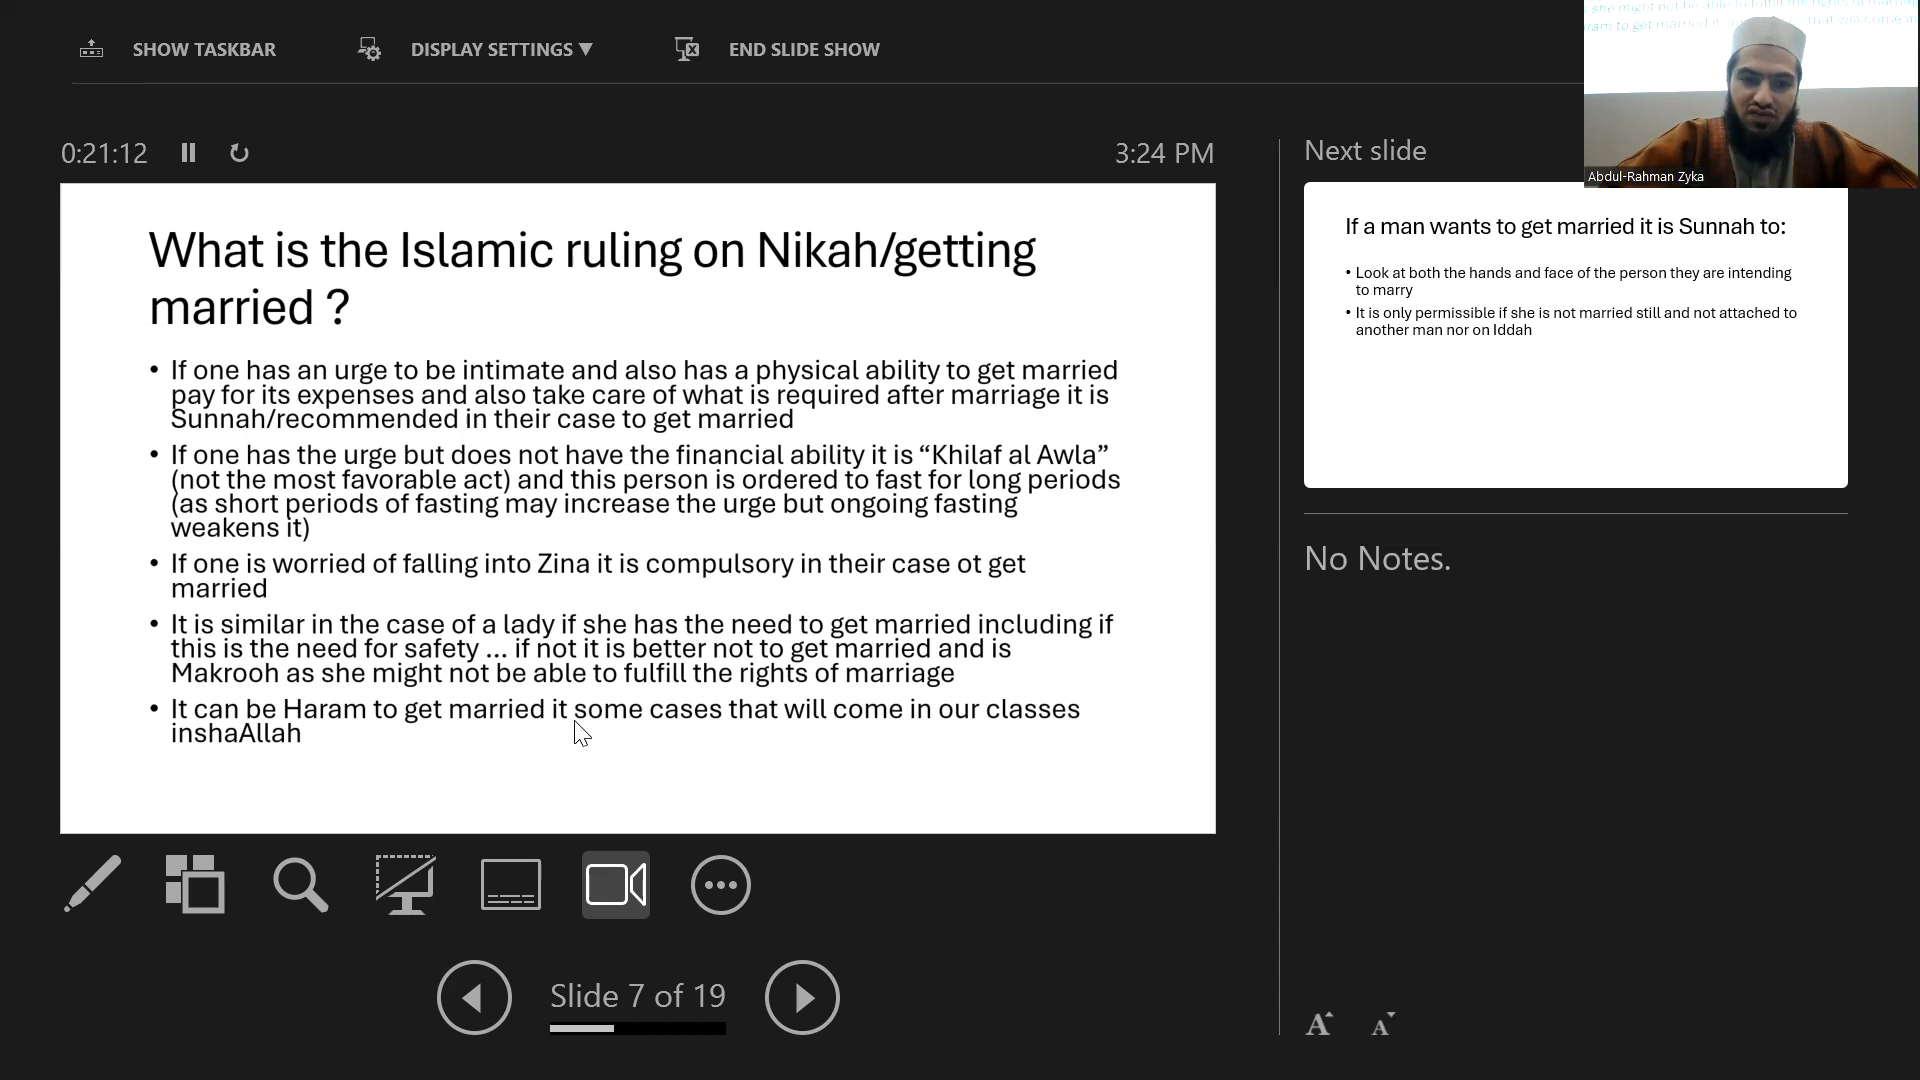 SHOW TASKBAR
DISPLAY SETTINGS ▼
END SLIDE SHOW
she might not be able to fulfill the rights of marriage
Abdul-Rahman Zyka
0:21:12
3:24 PM
What is the Islamic ruling on Nikah/getting
married ?
• If one has an urge to be intimate and also has a physical ability to get married
pay for its expenses and also take care of what is required after marriage it is
Sunnah/recommended in their case to get married
• If one has the urge but does not have the financial ability it is “Khilaf al Awla”
(not the most favorable act) and this person is ordered to fast for long periods
(as short periods of fasting may increase the urge but ongoing fasting
weakens it)
• If one is worried of falling into Zina it is compulsory in their case ot get
married
• It is similar in the case of a lady if she has the need to get married including if
this is the need for safety ... if not it is better not to get married and is
Makrooh as she might not be able to fulfill the rights of marriage
• It can be Haram to get married it some cases that will come in our classes
inshaAllah
Next slide
If a man wants to get married it is Sunnah to:
• Look at both the hands and face of the person they are intending
to marry
• It is only permissible if she is not married still and not attached to
another man nor on Iddah
No Notes.
Slide 7 of 19
A A